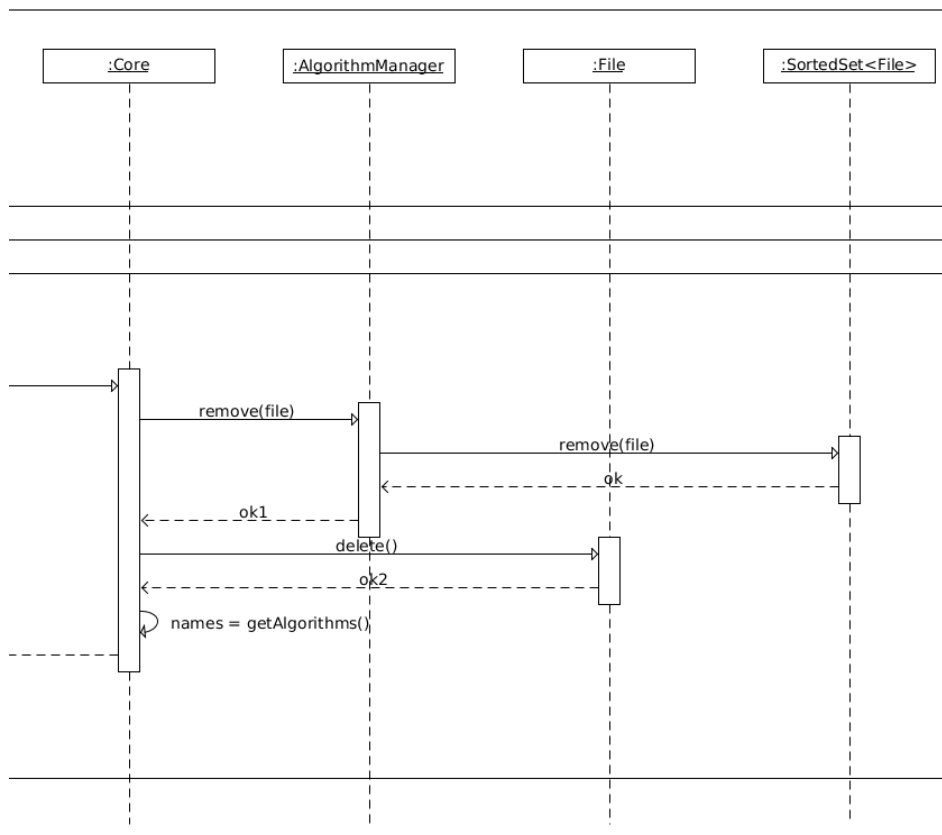 :Core
:AlgorithmManager
:File
:SortedSet<File>
remove(file)
remove(file)
ok
ok1
delete()
ok2
names = getAlgorithms()